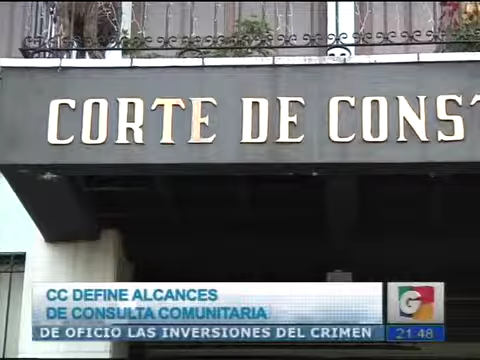 CORTE DE CONST
CC DEFINE ALCANCES
DE CONSULTA COMUNITARIA
G
DE OFICIO LAS INVERSIONES DEL CRIMEN
21:48